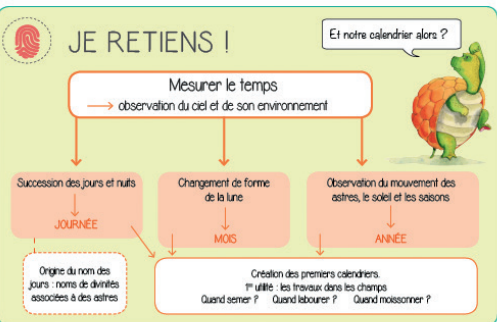 JE RETIENS !
Et notre calendrier alors ?
Mesurer le temps
→ observation du ciel et de son environnement
Succession des jours et nuits
JOURNÉE
Changement de forme
de la lune
MOIS
Observation du mouvement des
astres, le soleil et les saisons
ANNÉE
Origine du nom des
jours : noms de divinités
associées à des astres
Création des premiers calendriers.
1re utilité : les travaux dans les champs
Quand semer ? Quand labourer ? Quand moissonner ?